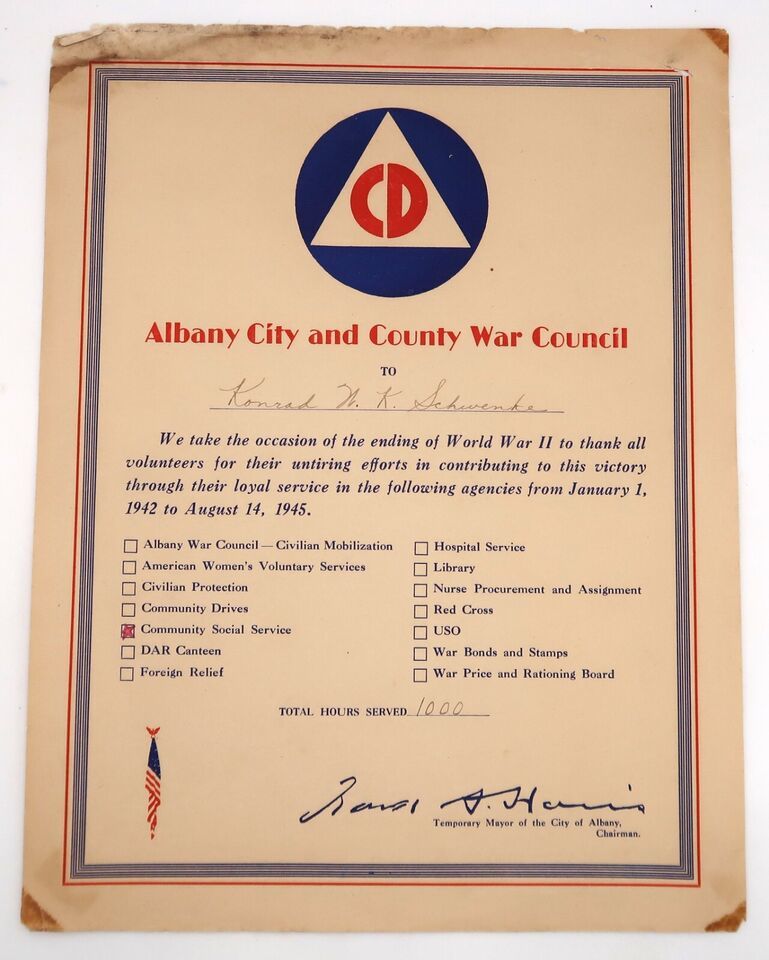 CD
Albany City and County War Council
TO
Konrad W. K. Schwenke
We take the occasion of the ending of World War II to thank all
volunteers for their untiring efforts in contributing to this victory
through their loyal service in the following agencies from January 1,
1942 to August 14, 1945.
Albany War Council — Civilian Mobilization
American Women's Voluntary Services
Civilian Protection
Community Drives
Community Social Service
DAR Canteen
Foreign Relief
Hospital Service
Library
Nurse Procurement and Assignment
Red Cross
USO
War Bonds and Stamps
War Price and Rationing Board
TOTAL HOURS SERVED 1000
S. Harris
Temporary Mayor of the City of Albany,
Chairman.